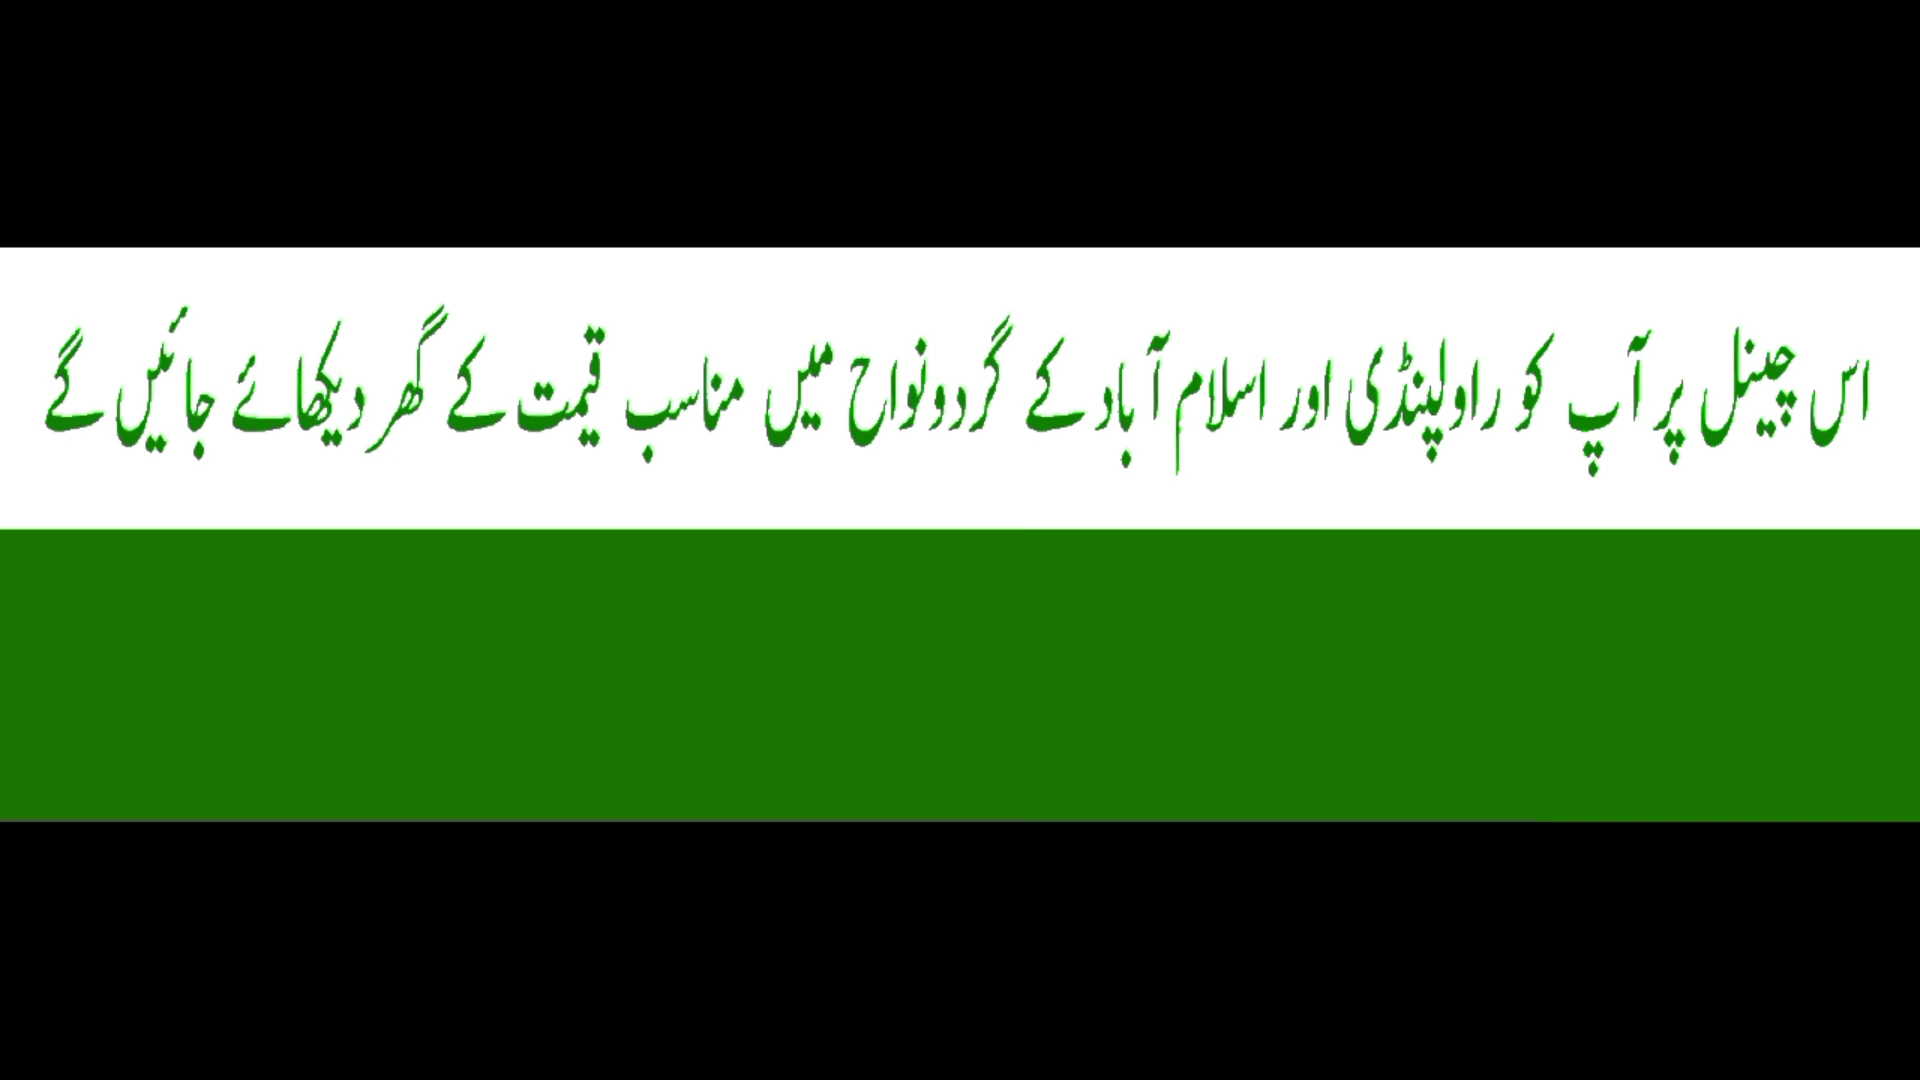 اس چینل پر آپ کو راولپنڈی اور اسلام آباد کے گردونواح میں مناسب قیمت کے گھر دیکھائے جائیں گے